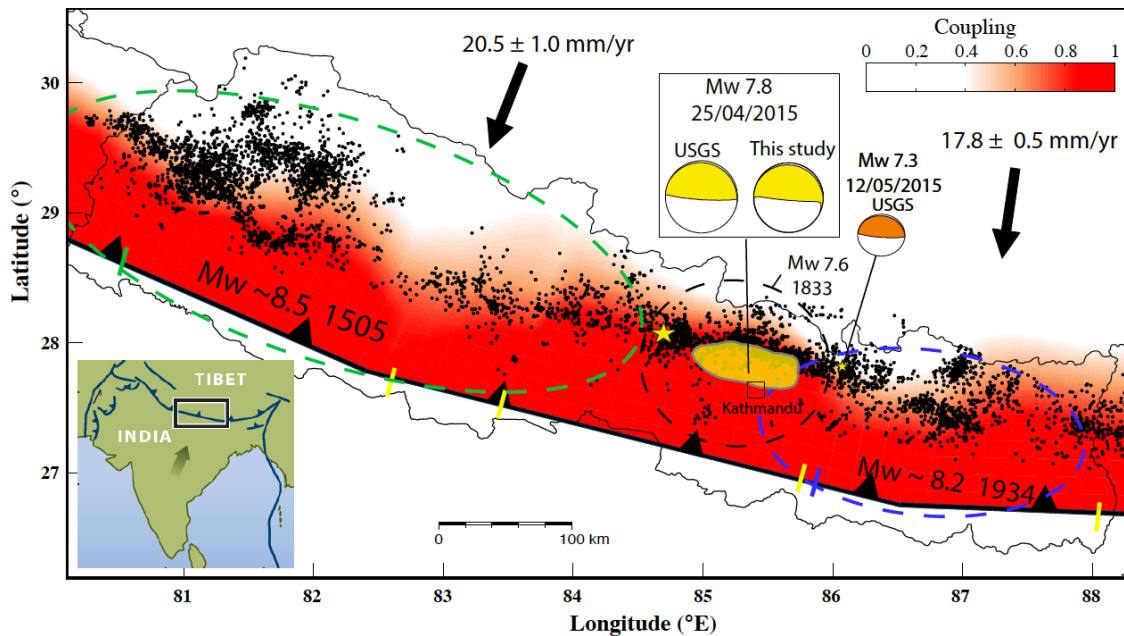 20.5 ± 1.0 mm/yr
Coupling
0 0.2 0.4 0.6 0.8 1
Mw 7.8
25/04/2015
USGS This study
Mw 7.3
12/05/2015
USGS
17.8 ± 0.5 mm/yr
Mw 7.6
1833
Mw ~8.5 1505
Kathmandu
Mw ~ 8.2 1934
TIBET
INDIA
0 100 km
30
29
28
27
Latitude (°)
81 82 83 84 85 86 87 88
Longitude (°E)